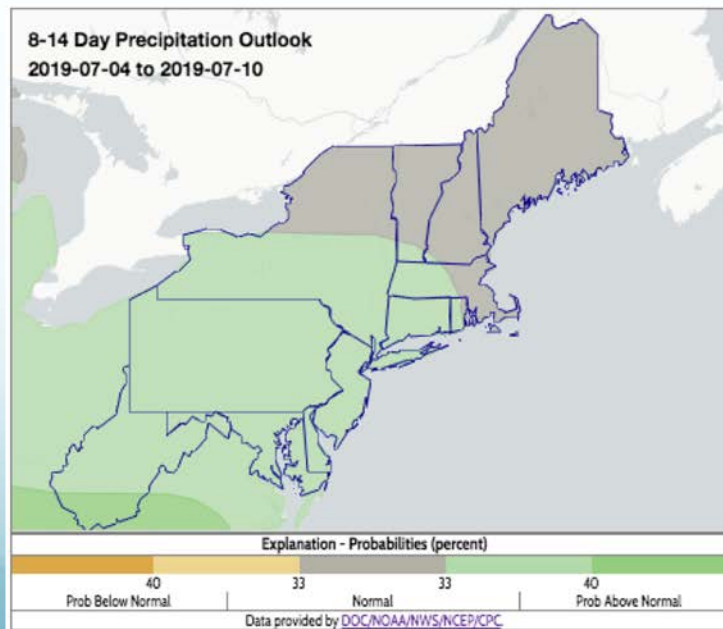 8-14 Day Precipitation Outlook
2019-07-04 to 2019-07-10
Explanation - Probabilities (percent)
40 33 33 40
Prob Below Normal Normal Prob Above Normal
Data provided by DOC/NOAA/NWS/NCEP/CPC.